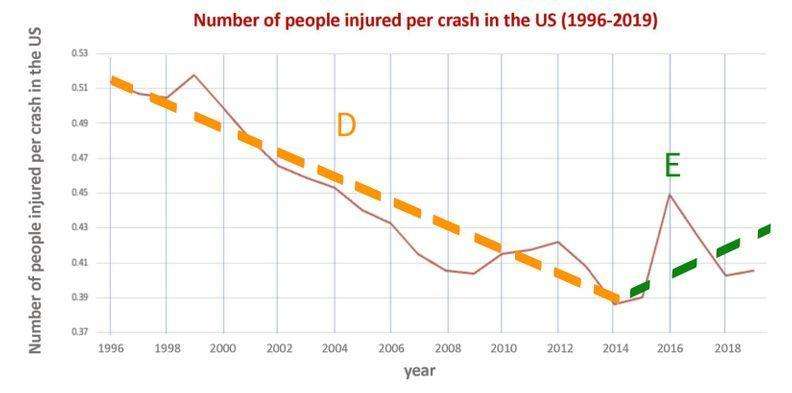 Number of people injured per crash in the US (1996-2019)
Number of people injured per crash in the US
0.53
0.51
0.49
0.47
0.45
0.43
0.41
0.39
0.37
D
E
1996 1998 2000 2002 2004 2006 2008 2010 2012 2014 2016 2018
year